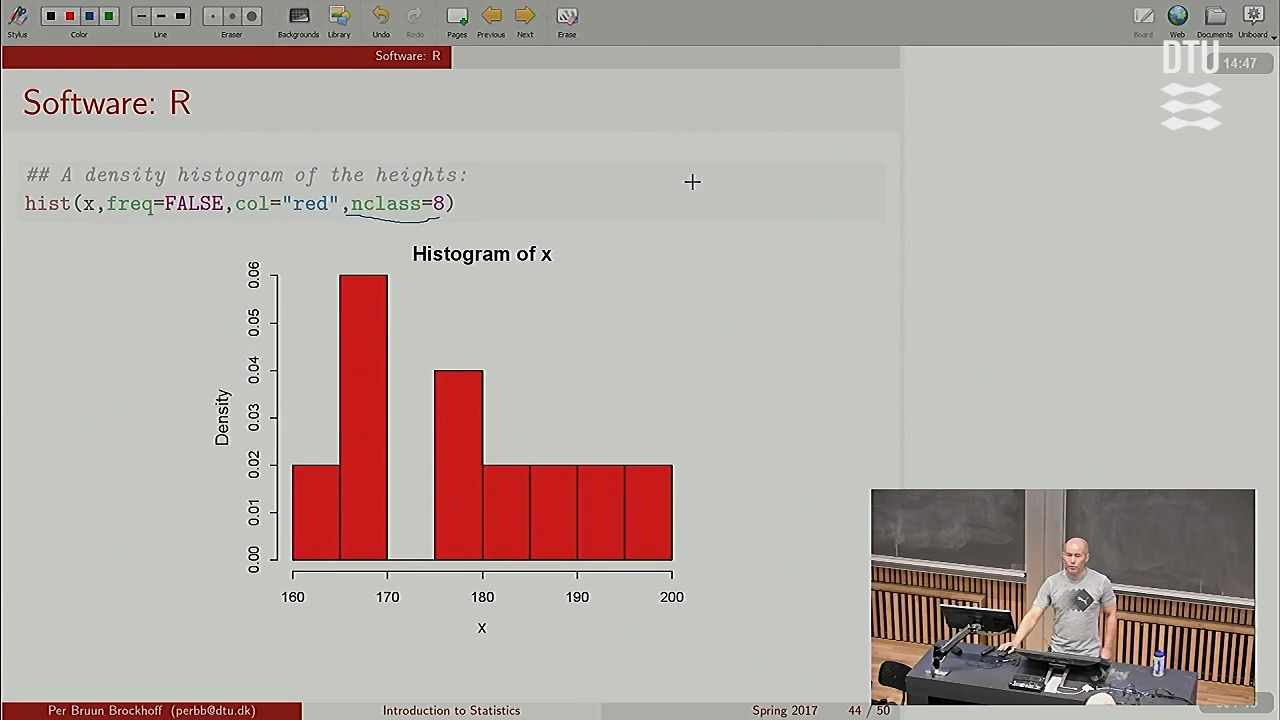 Stylus
Color
Line
Eraser
Backgrounds
Library
Undo
Redo
Pages
Previous
Next
Erase
Board
Web
Documents
Uniboard
Software: R
DTU
14:47
Software: R
## A density histogram of the heights:
hist(x,freq=FALSE,col="red",nclass=8)
Histogram of x
Density
0.00 0.01 0.02 0.03 0.04 0.05 0.06
160 170 180 190 200
x
Per Bruun Brockhoff (perbb@dtu.dk)
Introduction to Statistics
Spring 2017
44 / 50